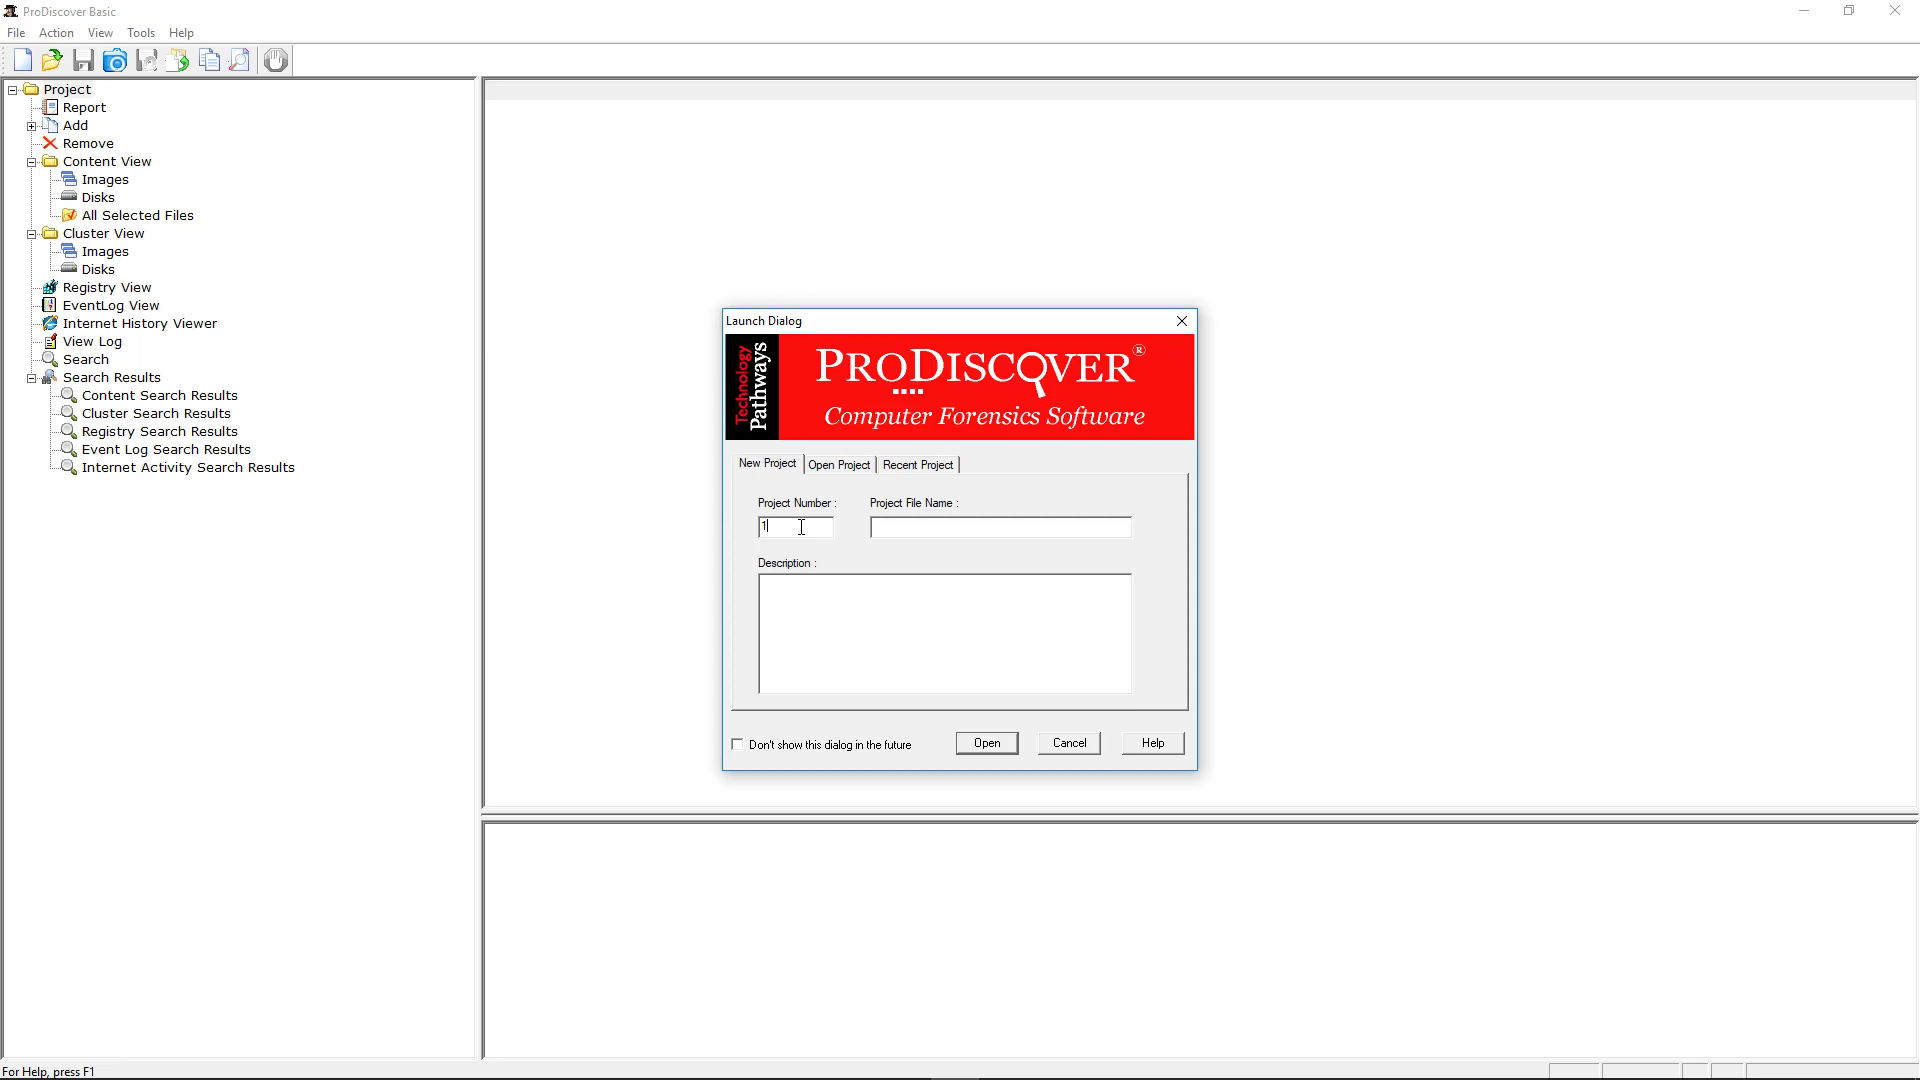 ProDiscover Basic
File Action View Tools Help
Project
Report
Add
Remove
Content View
Images
Disks
All Selected Files
Cluster View
Images
Disks
Registry View
EventLog View
Internet History Viewer
View Log
Search
Search Results
Content Search Results
Cluster Search Results
Registry Search Results
Event Log Search Results
Internet Activity Search Results
Launch Dialog
Technology
Pathways
PRODISCOVER®
Computer Forensics Software
New Project Open Project Recent Project
Project Number : Project File Name :
1
Description :
Don't show this dialog in the future Open Cancel Help
For Help, press F1